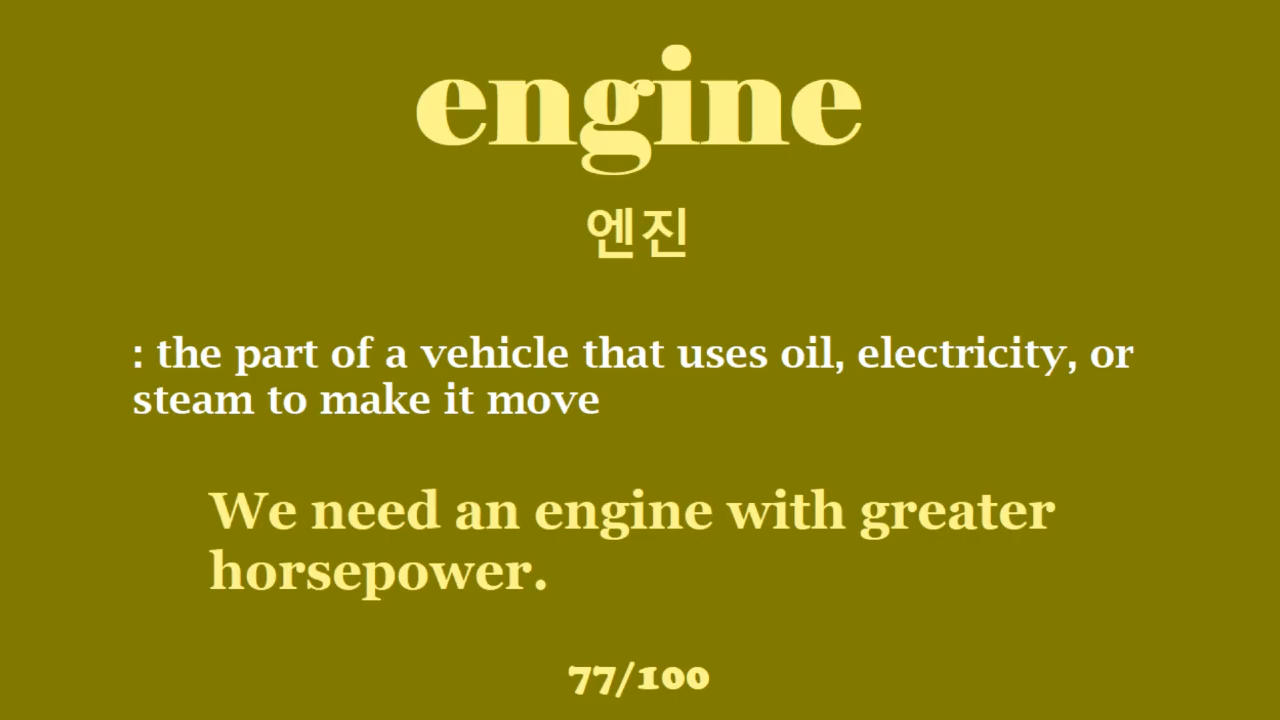 engine
엔진
: the part of a vehicle that uses oil, electricity, or
steam to make it move
We need an engine with greater
horsepower.
77/100